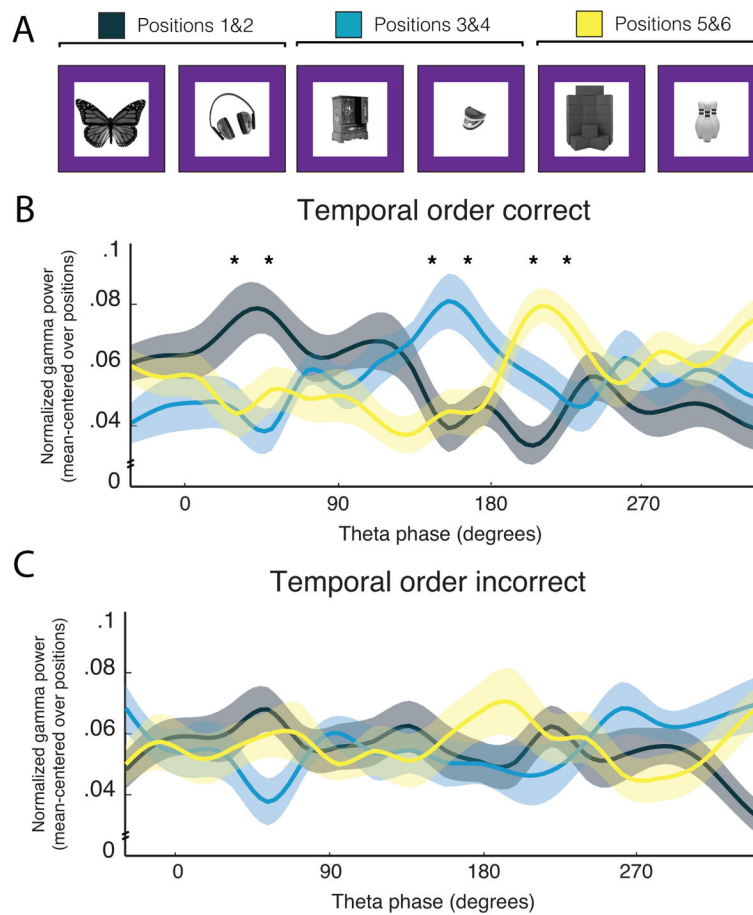 A
Positions 1&2 Positions 3&4 Positions 5&6
B
Temporal order correct
Normalized gamma power
(mean-centered over positions)
.1
.08
.06
.04
0
* * * * * *
0 90 180 270
Theta phase (degrees)
C
Temporal order incorrect
Normalized gamma power
(mean-centered over positions)
.1
.08
.06
.04
0
0 90 180 270
Theta phase (degrees)